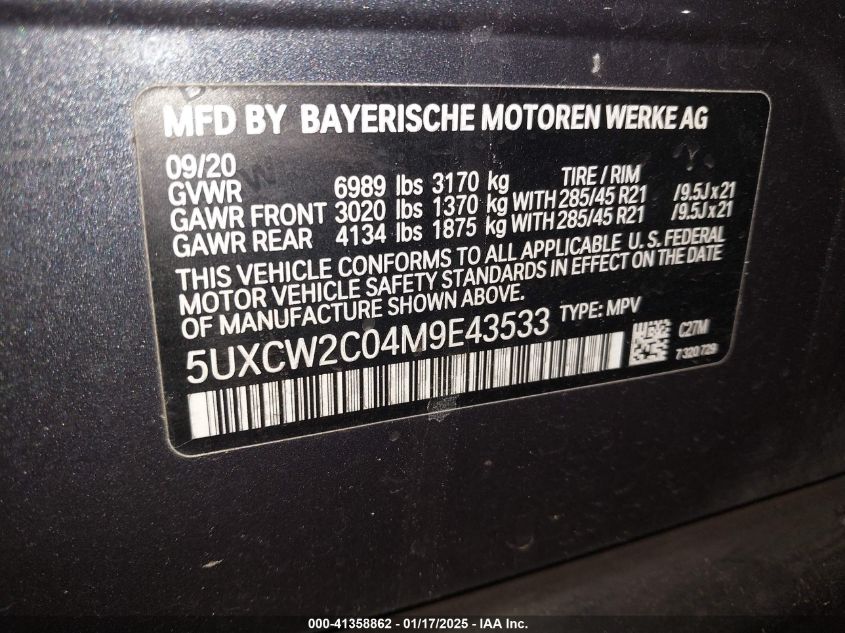 MFD BY BAYERISCHE MOTOREN WERKE AG
09/20 TIRE / RIM
GVWR 6989 lbs 3170 kg
GAWR FRONT 3020 lbs 1370 kg WITH 285/45 R21 /9.5J x 21
GAWR REAR 4134 lbs 1875 kg WITH 285/45 R21 /9.5J x 21
THIS VEHICLE CONFORMS TO ALL APPLICABLE U.S. FEDERAL
MOTOR VEHICLE SAFETY STANDARDS IN EFFECT ON THE DATE
OF MANUFACTURE SHOWN ABOVE.
5UXCW2C04M9E43533 TYPE: MPV
C27M
7 320 729
000-41358862 - 01/17/2025 - IAA Inc.